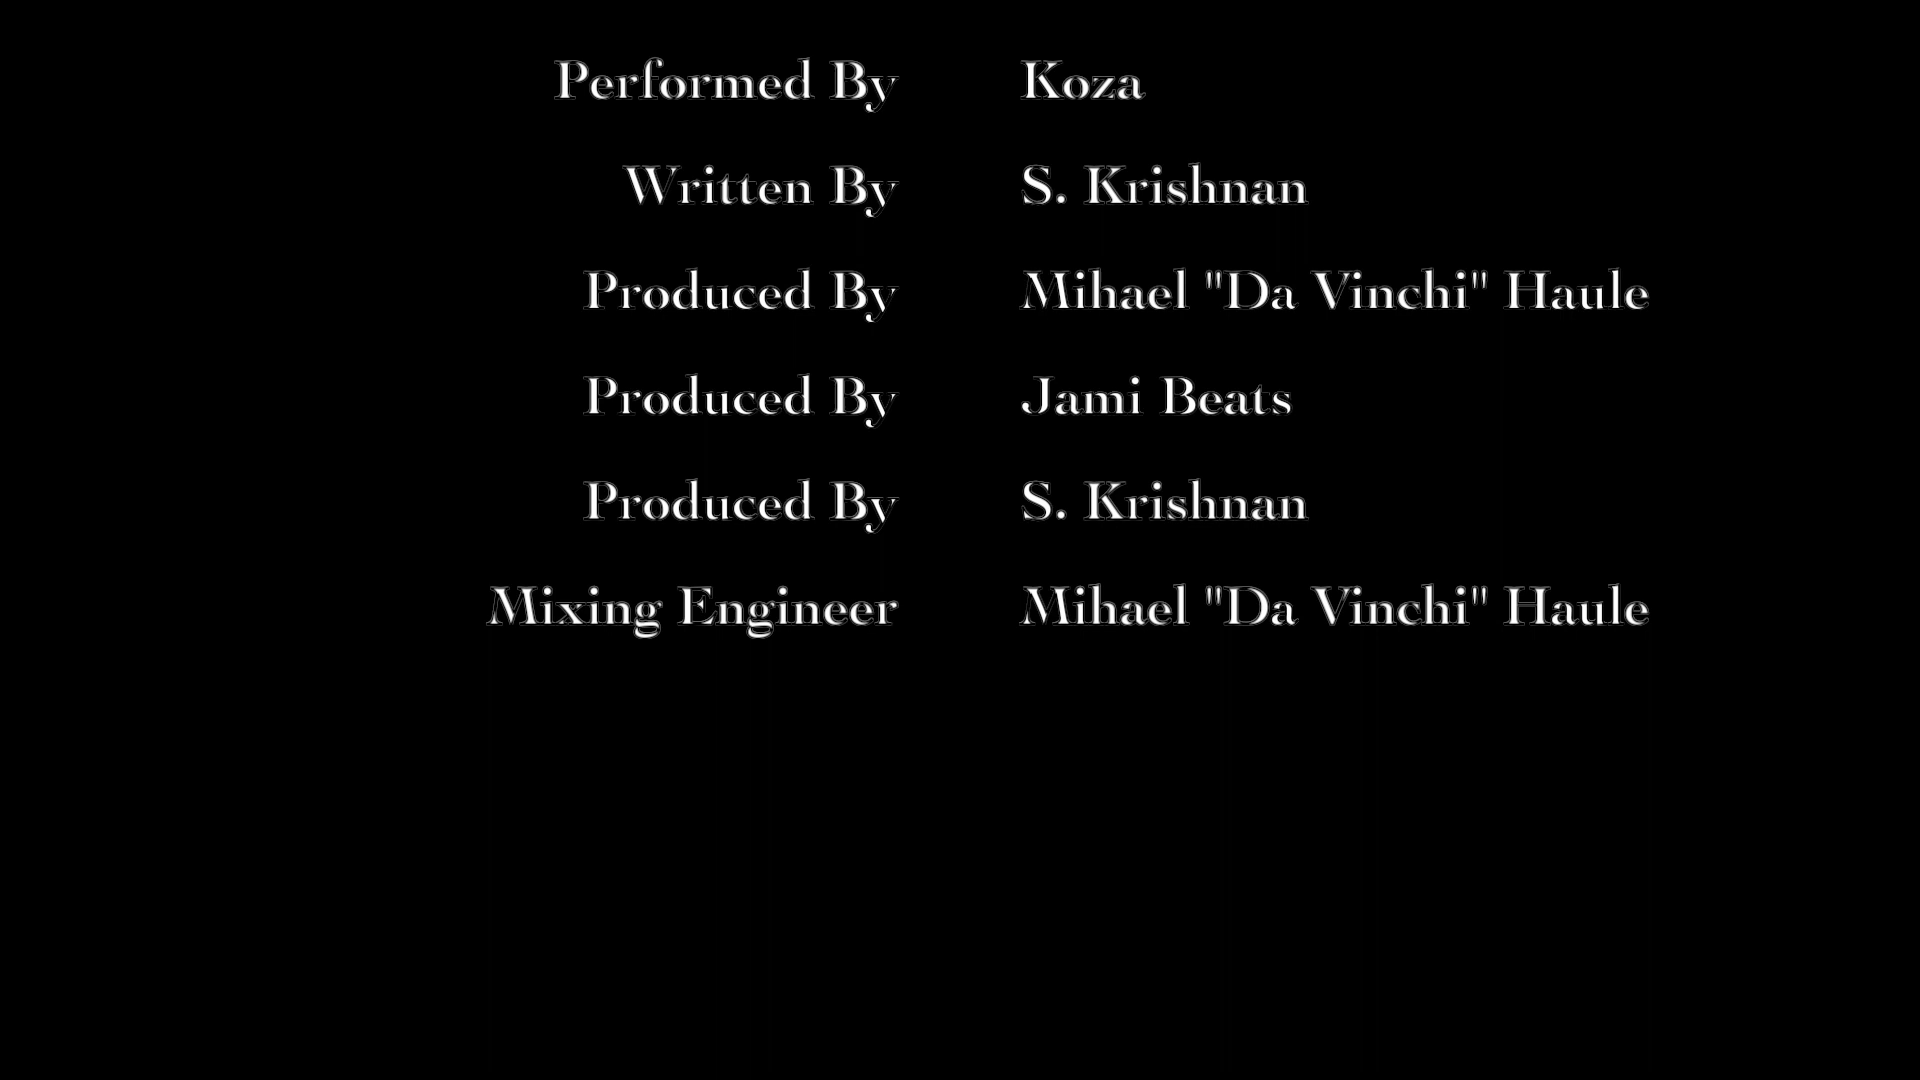 Performed By Koza
Written By S. Krishnan
Produced By Mihael "Da Vinchi" Haule
Produced By Jami Beats
Produced By S. Krishnan
Mixing Engineer Mihael "Da Vinchi" Haule